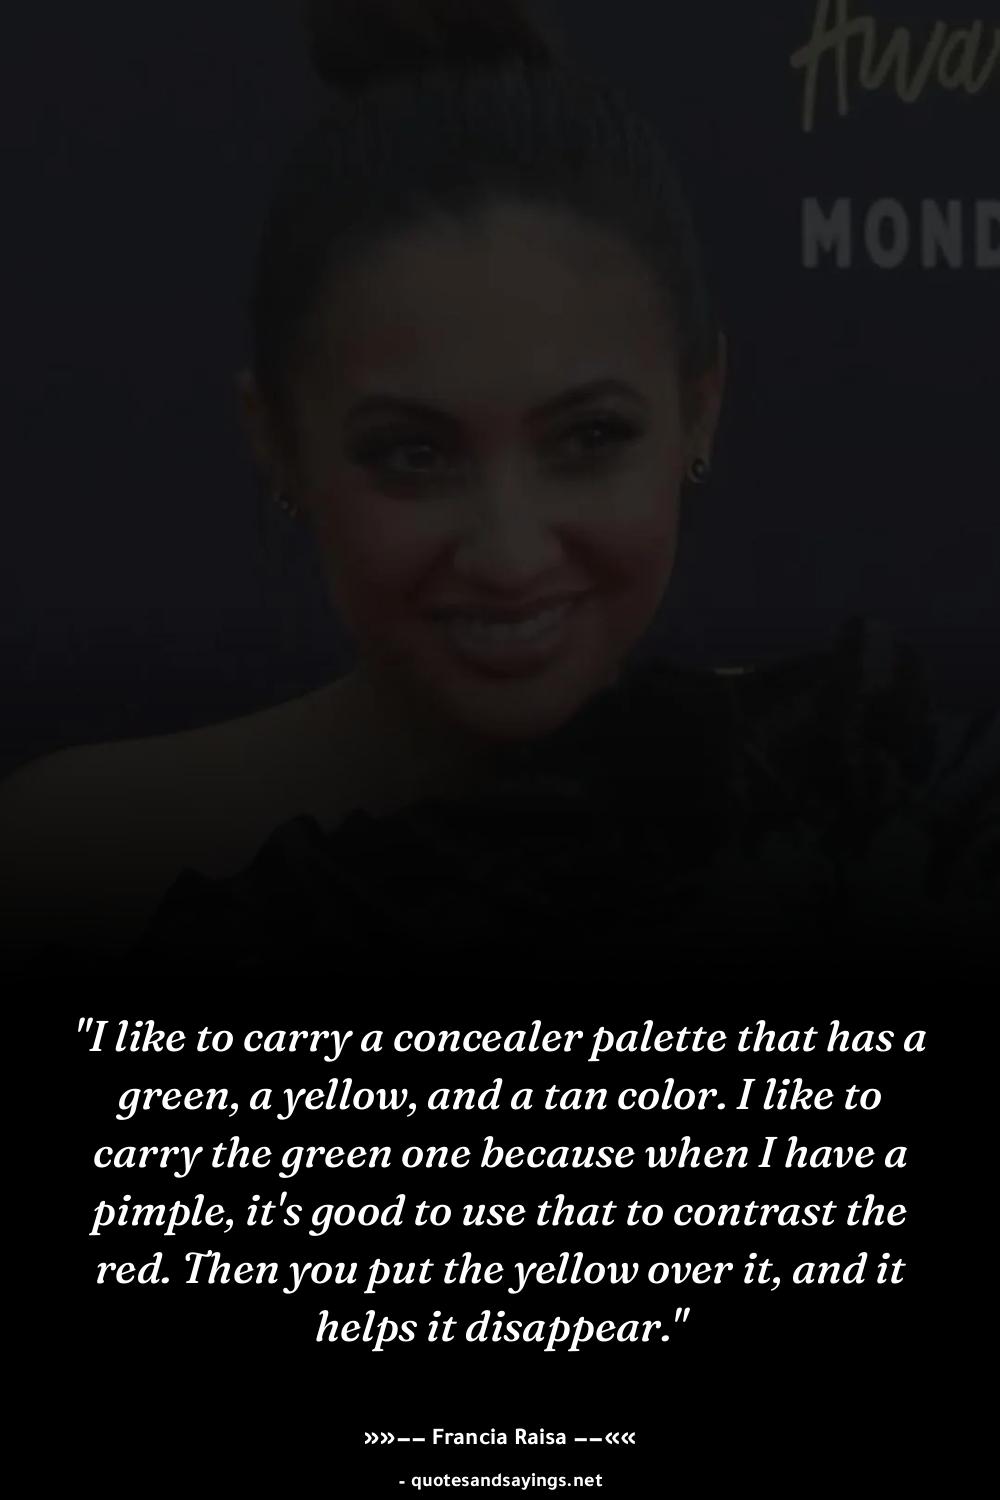 Awa
MOND
"I like to carry a concealer palette that has a
green, a yellow, and a tan color. I like to
carry the green one because when I have a
pimple, it's good to use that to contrast the
red. Then you put the yellow over it, and it
helps it disappear."
»»−− Francia Raisa −−««
- quotesandsayings.net